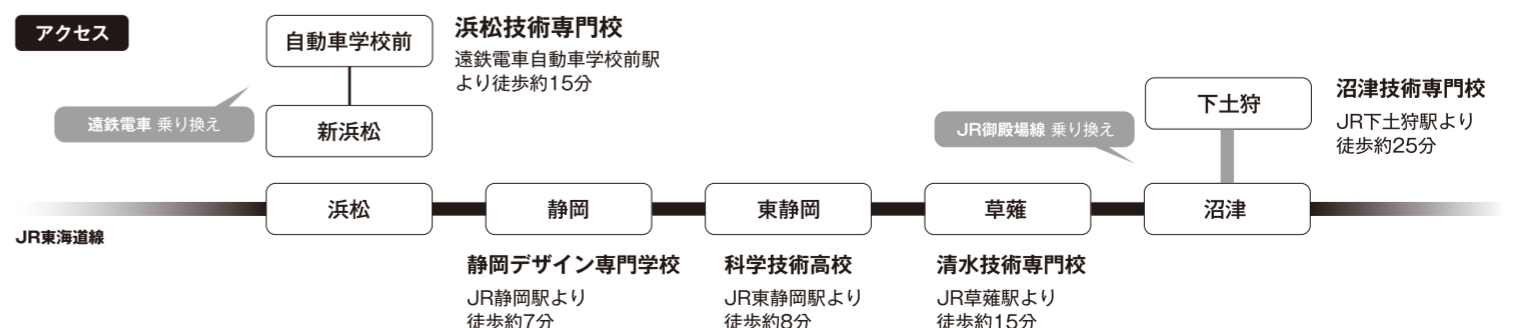 アクセス
自動車学校前
浜松技術専門校
遠鉄電車自動車学校前駅
より徒歩約15分
遠鉄電車 乗り換え
新浜松
JR御殿場線 乗り換え
下土狩
沼津技術専門校
JR下土狩駅より
徒歩約25分
浜松
静岡
東静岡
草薙
沼津
JR東海道線
静岡デザイン専門学校
JR静岡駅より
徒歩約7分
科学技術高校
JR東静岡駅より
徒歩約8分
清水技術専門校
JR草薙駅より
徒歩約15分